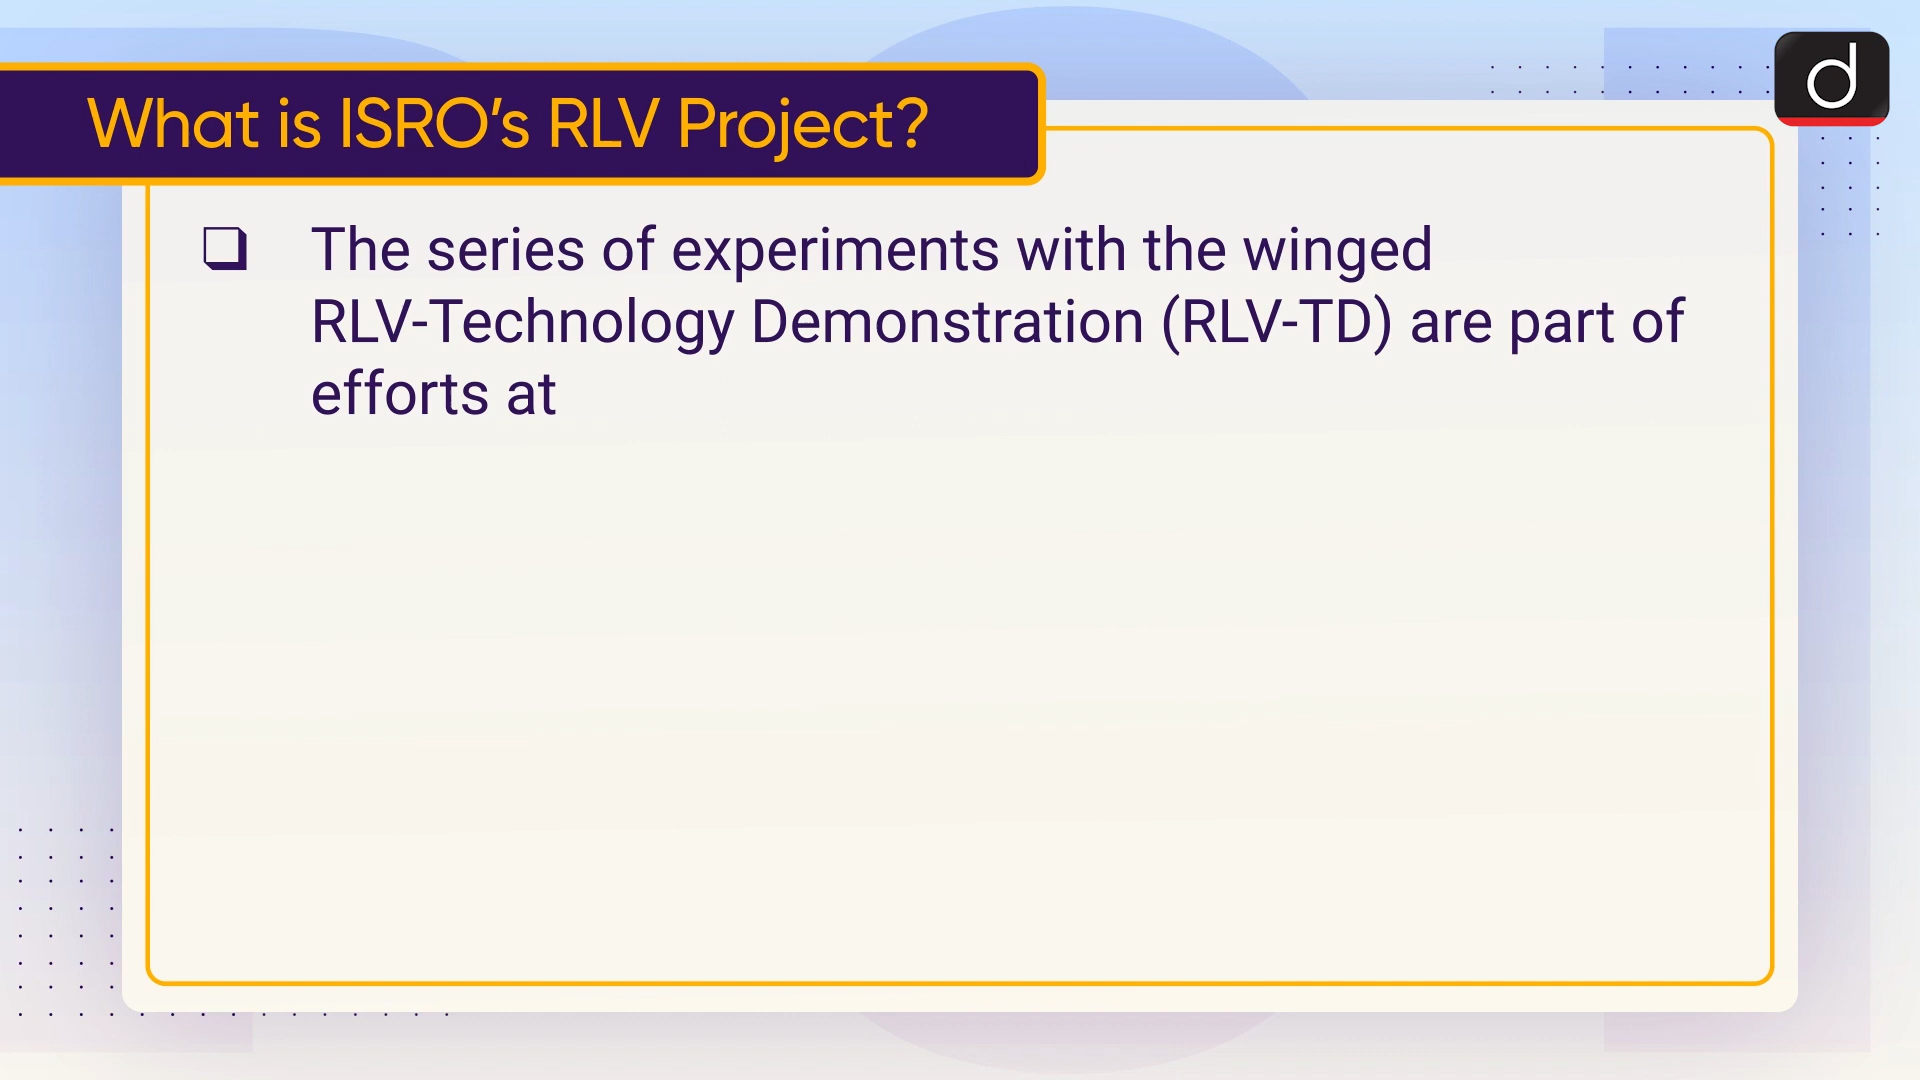 What is ISRO’s RLV Project?
d
❑ The series of experiments with the winged
RLV-Technology Demonstration (RLV-TD) are part of
efforts at